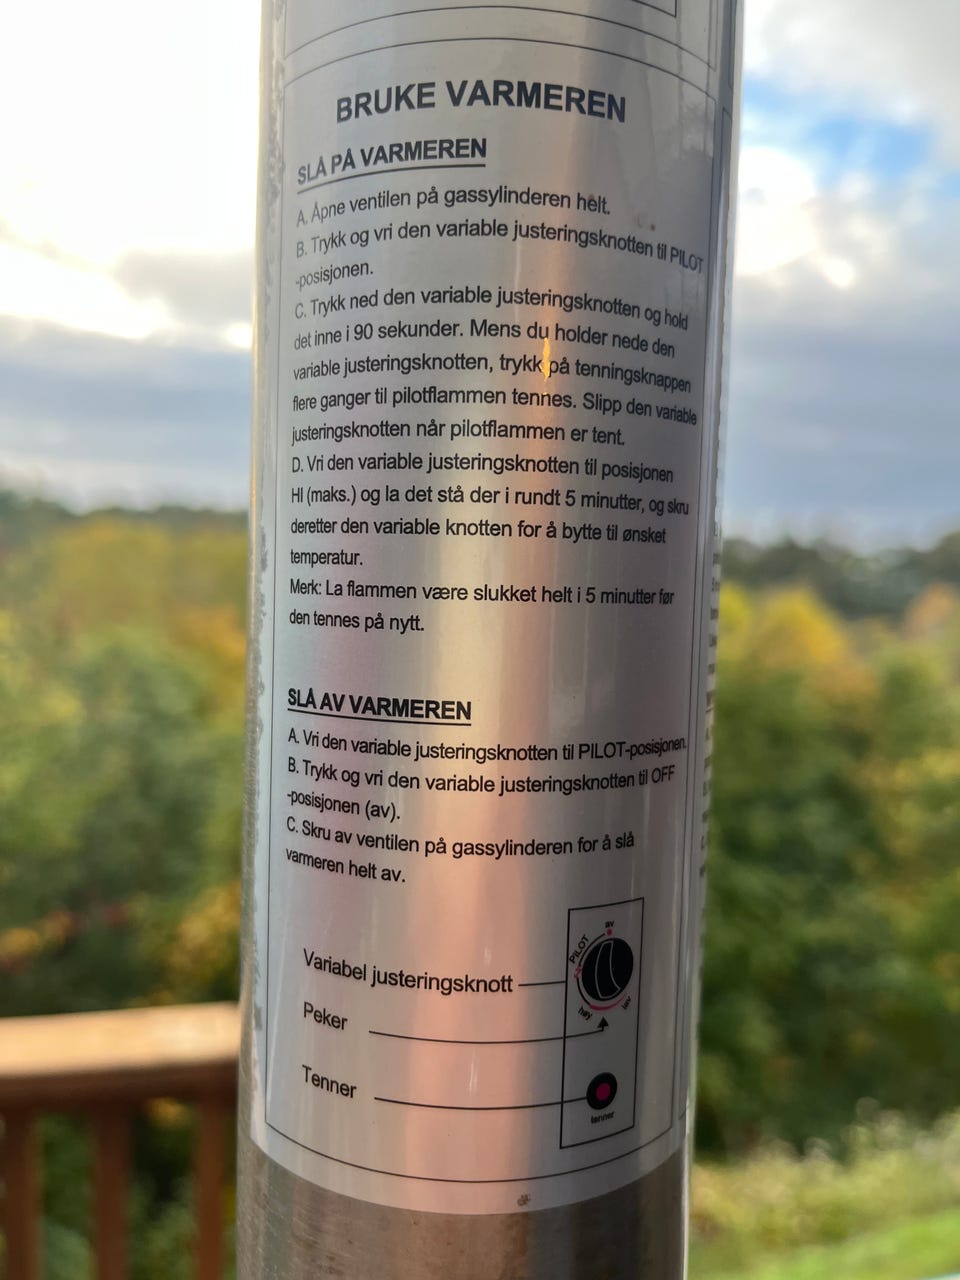 BRUKE VARMEREN
SLÅ PÅ VARMEREN
A. Åpne ventilen på gassylinderen helt.
B. Trykk og vri den variable justeringsknotten til PILOT
-posisjonen.
C. Trykk ned den variable justeringsknotten og hold
det inne i 90 sekunder. Mens du holder nede den
variable justeringsknotten, trykk på tenningsknappen
flere ganger til pilotflammen tennes. Slipp den variable
justeringsknotten når pilotflammen er tent.
D. Vri den variable justeringsknotten til posisjonen
HI (maks.) og la det stå der i rundt 5 minutter, og skru
deretter den variable knotten for å bytte til ønsket
temperatur.
Merk: La flammen være slukket helt i 5 minutter før
den tennes på nytt.
SLÅ AV VARMEREN
A. Vri den variable justeringsknotten til PILOT-posisjonen.
B. Trykk og vri den variable justeringsknotten til OFF
-posisjonen (av).
C. Skru av ventilen på gassylinderen for å slå
varmeren helt av.
av
PILOT
Variabel justeringsknott
høy
lav
Peker
Tenner
tenner